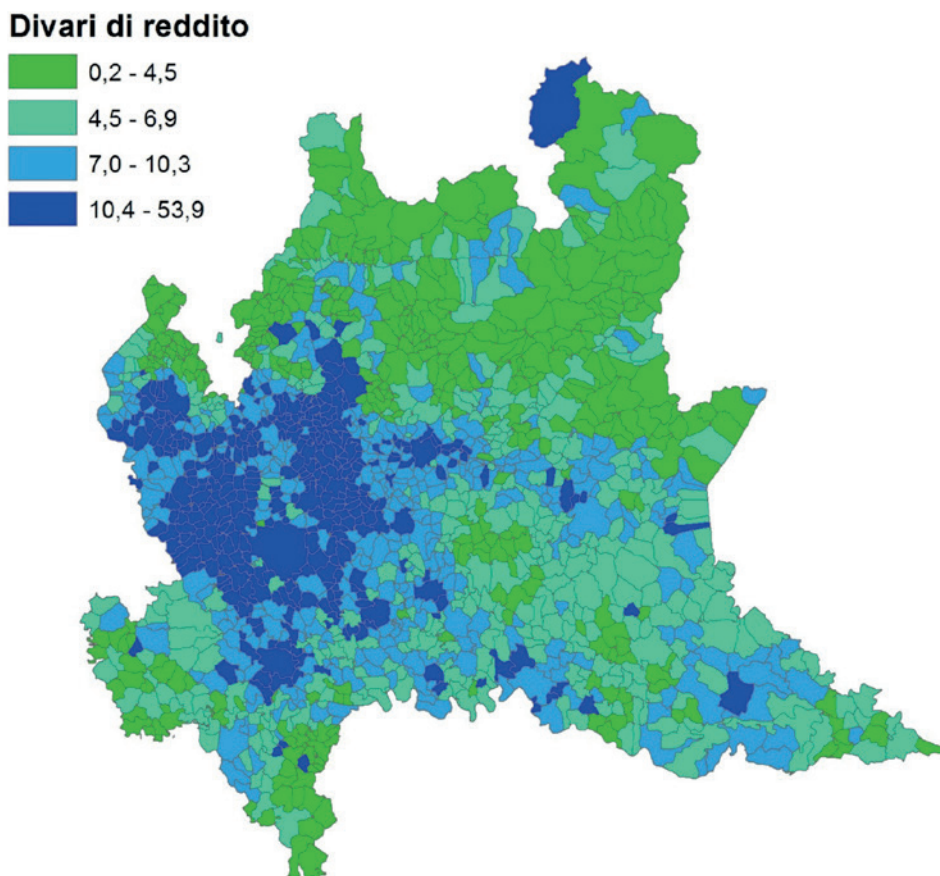 Divari di reddito
0,2 - 4,5
4,5 - 6,9
7,0 - 10,3
10,4 - 53,9